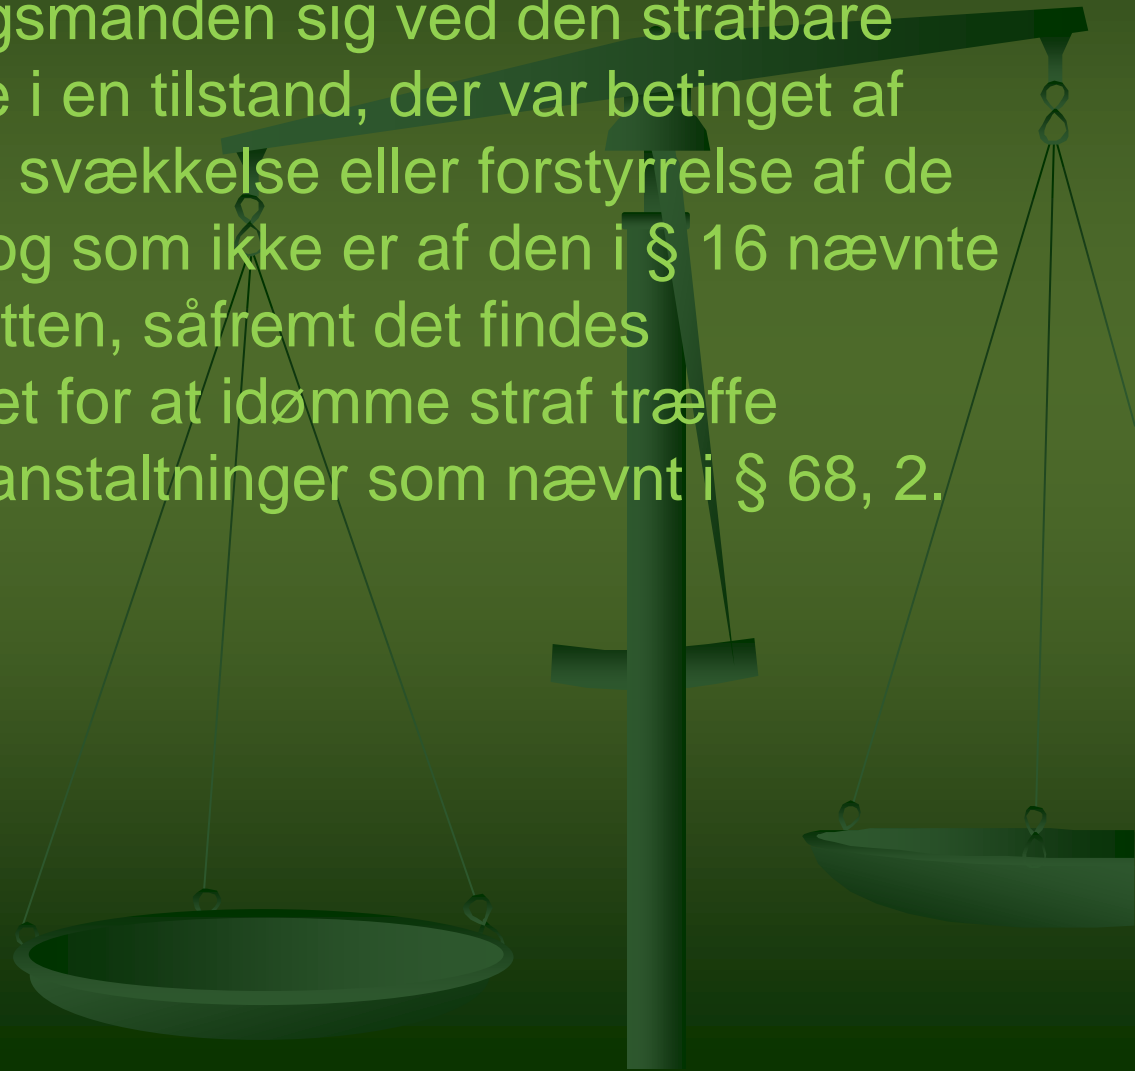 gsmanden sig ved den strafbare
e i en tilstand, der var betinget af
svækkelse eller forstyrrelse af de
og som ikke er af den i § 16 nævnte
tten, såfremt det findes
et for at idømme straf træffe
anstaltninger som nævnt i § 68, 2.